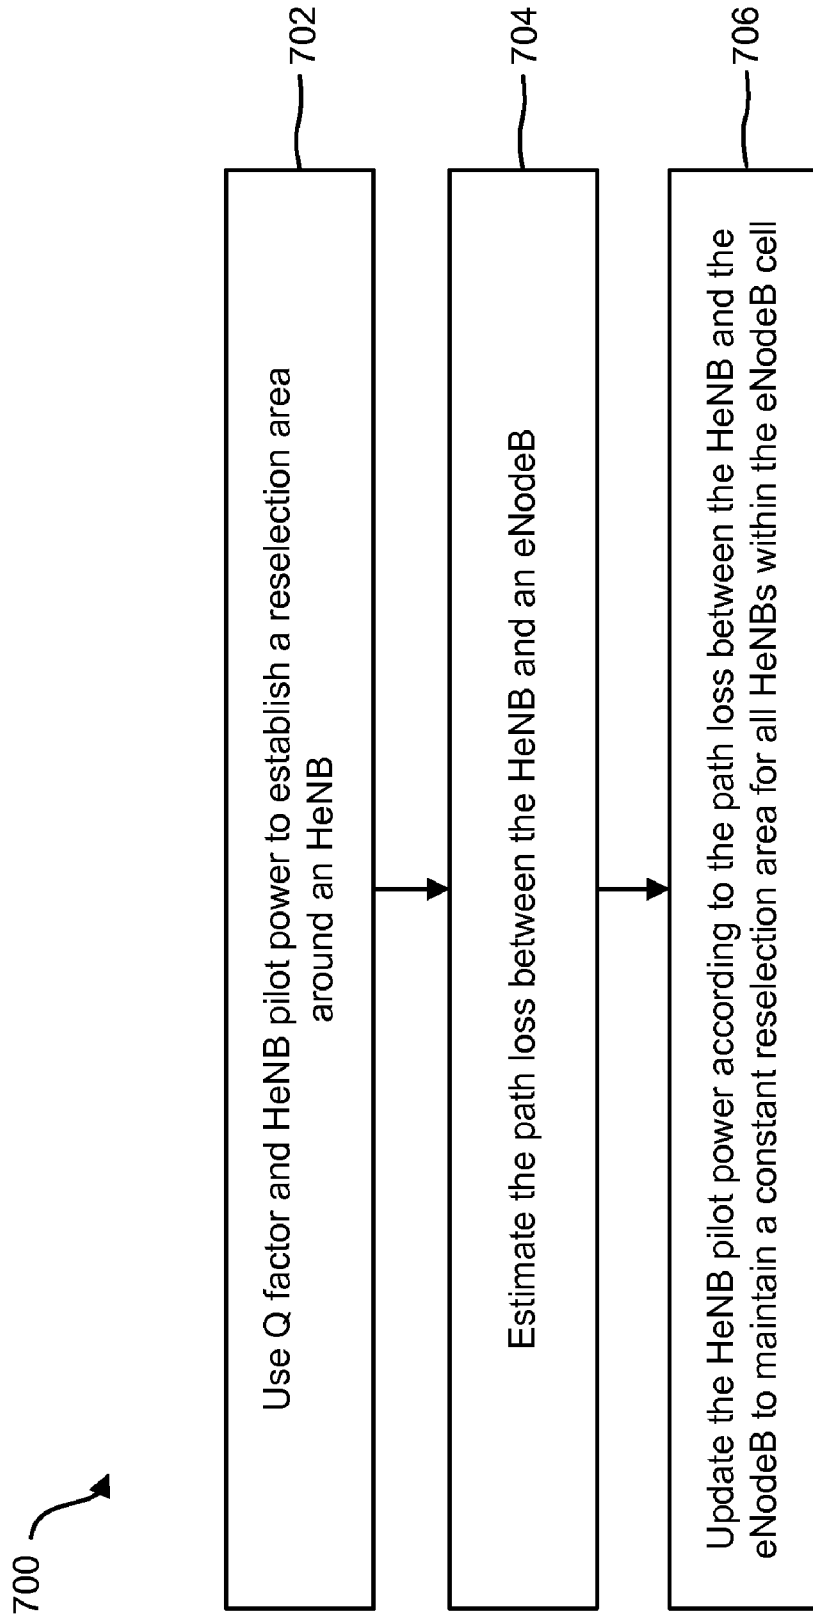 700
Use Q factor and HeNB pilot power to establish a reselection area
around an HeNB
702
Estimate the path loss between the HeNB and an eNodeB
704
Update the HeNB pilot power according to the path loss between the HeNB and the
eNodeB to maintain a constant reselection area for all HeNBs within the eNodeB cell
706